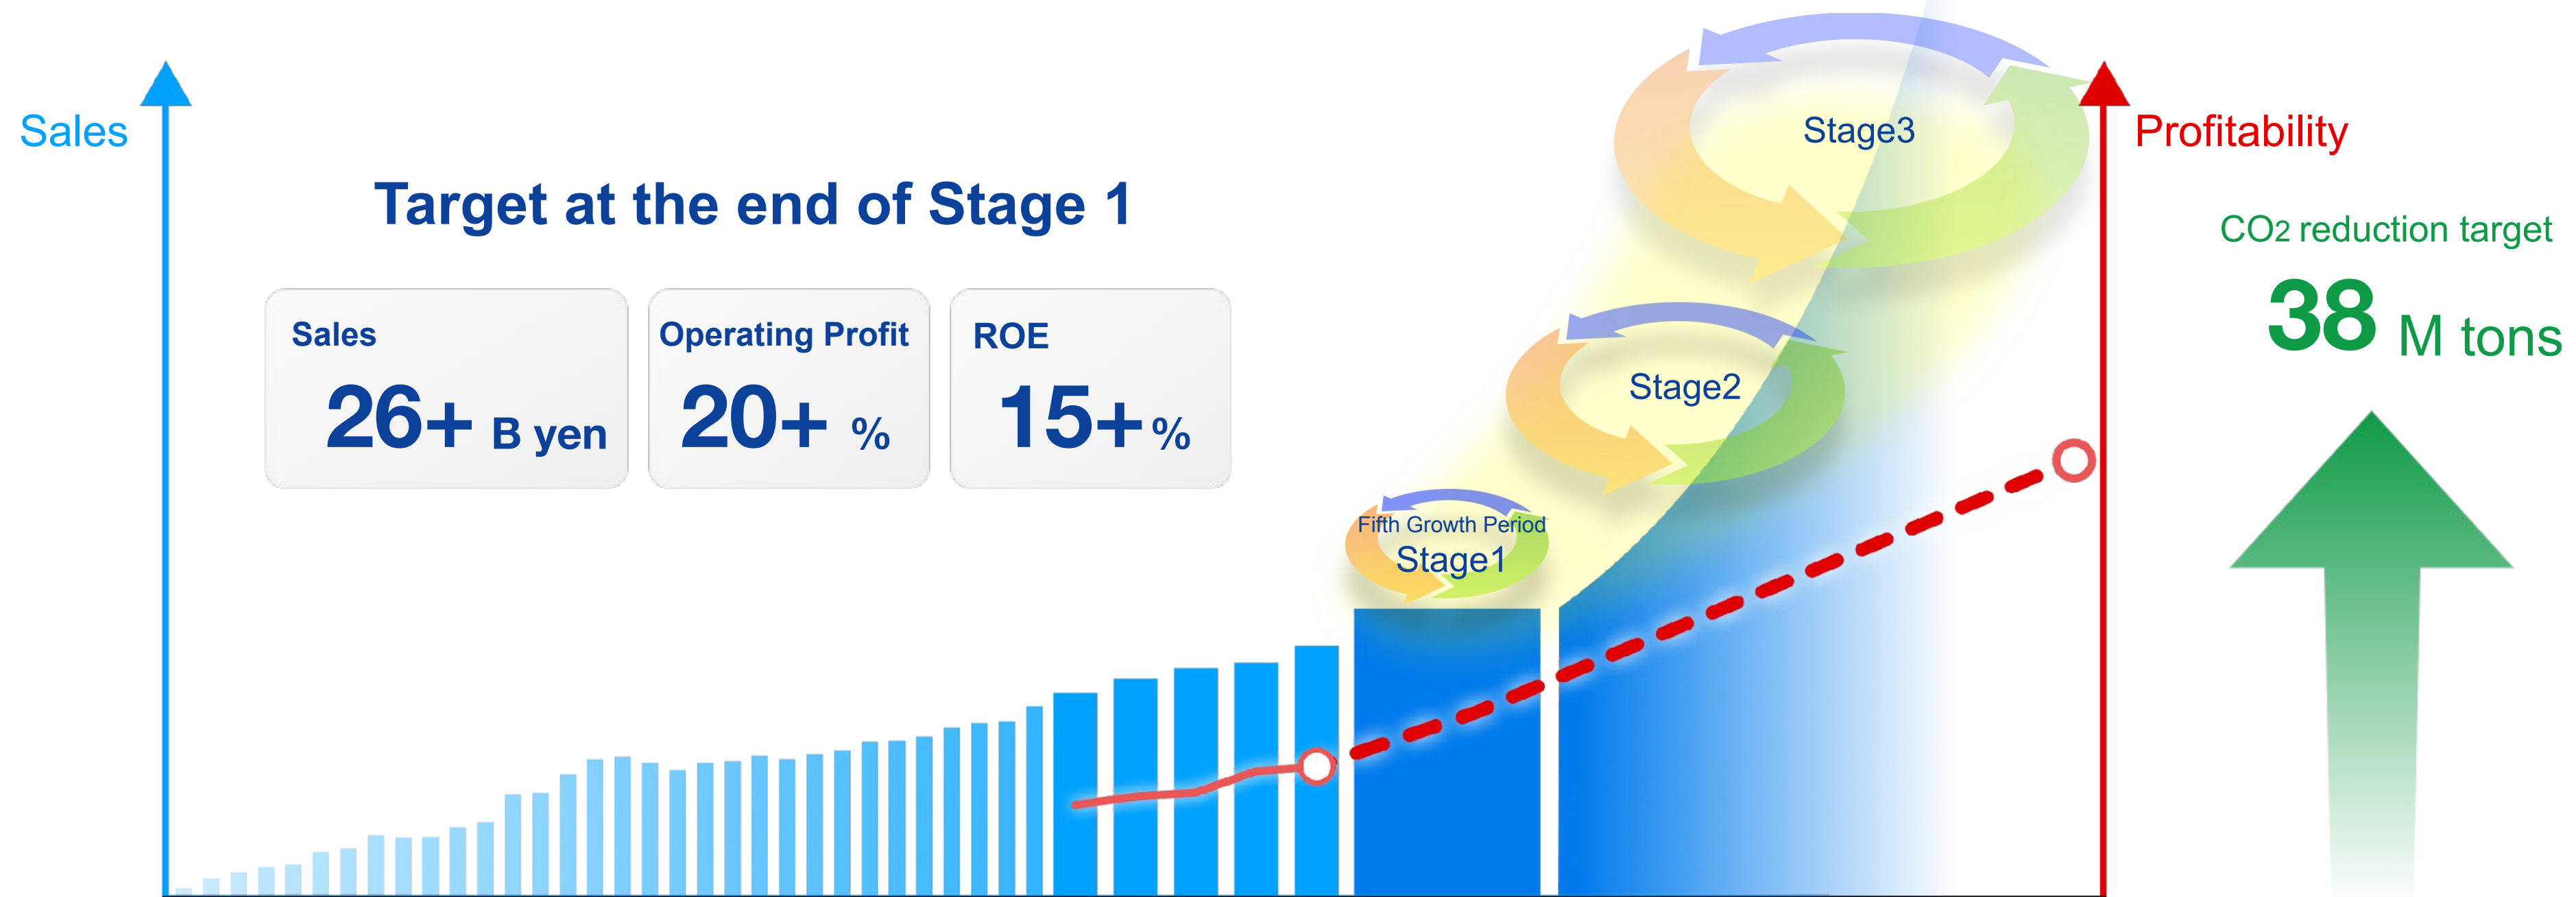 Sales
Target at the end of Stage 1
Sales
26+ B yen
Operating Profit
20+ %
ROE
15+ %
Stage3
Stage2
Fifth Growth Period
Stage1
Profitability
CO2 reduction target
38 M tons